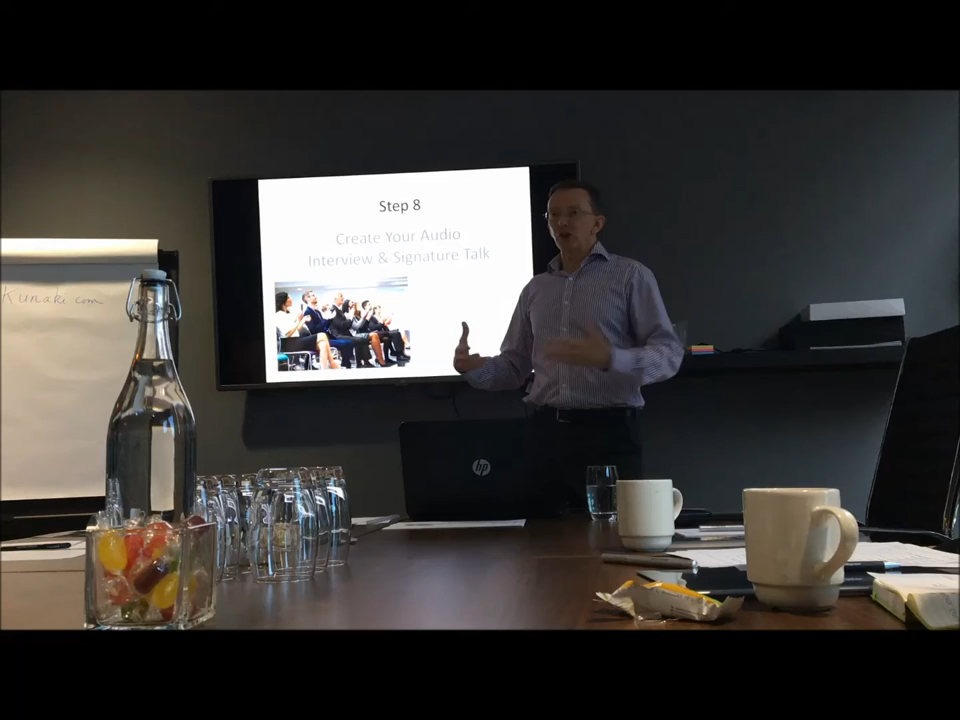 Step 8
Create Your Audio
Interview & Signature Talk
Kunaki.com
hp